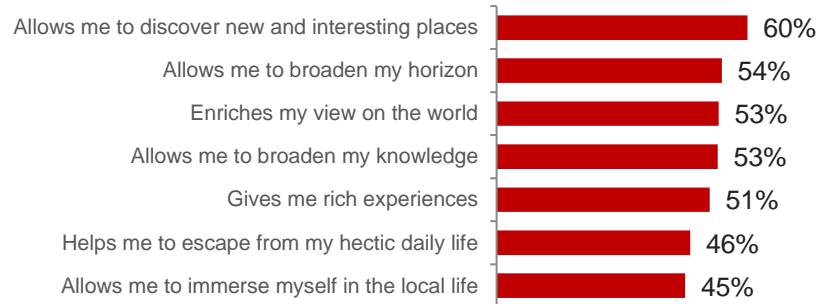 Allows me to discover new and interesting places 60%
Allows me to broaden my horizon 54%
Enriches my view on the world 53%
Allows me to broaden my knowledge 53%
Gives me rich experiences 51%
Helps me to escape from my hectic daily life 46%
Allows me to immerse myself in the local life 45%